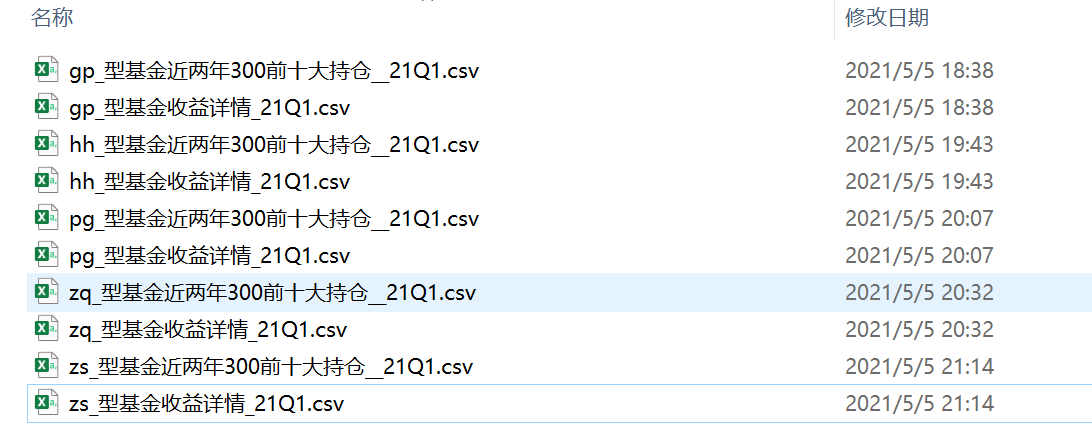 名称 修改日期
gp_型基金近两年300前十大持仓__21Q1.csv 2021/5/5 18:38
gp_型基金收益详情_21Q1.csv 2021/5/5 18:38
hh_型基金近两年300前十大持仓__21Q1.csv 2021/5/5 19:43
hh_型基金收益详情_21Q1.csv 2021/5/5 19:43
pg_型基金近两年300前十大持仓__21Q1.csv 2021/5/5 20:07
pg_型基金收益详情_21Q1.csv 2021/5/5 20:07
zq_型基金近两年300前十大持仓__21Q1.csv 2021/5/5 20:32
zq_型基金收益详情_21Q1.csv 2021/5/5 20:32
zs_型基金近两年300前十大持仓__21Q1.csv 2021/5/5 21:14
zs_型基金收益详情_21Q1.csv 2021/5/5 21:14